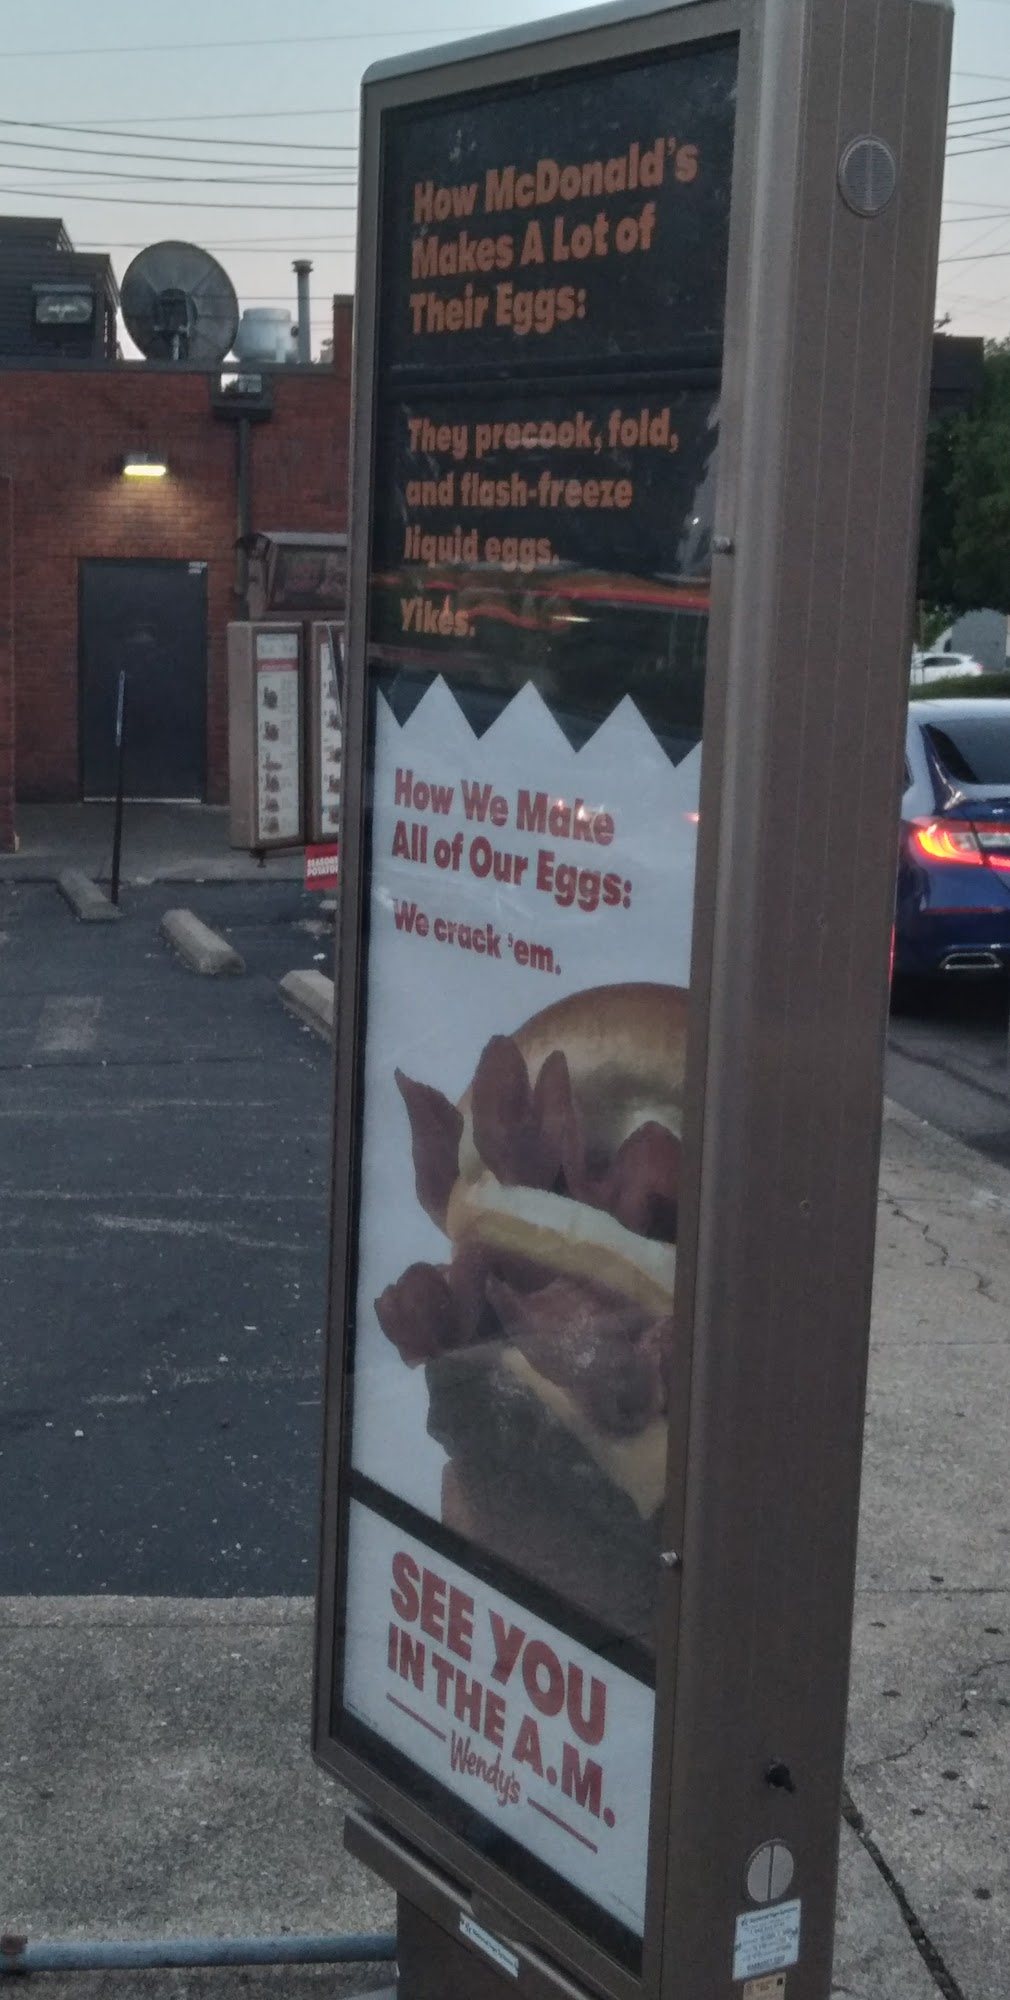 How McDonald's
Makes A Lot of
Their Eggs:
They precook, fold,
and flash-freeze
liquid eggs.
Yikes.
How We Make
All of Our Eggs:
We crack 'em.
SEE YOU
IN THE A.M.
Wendy's